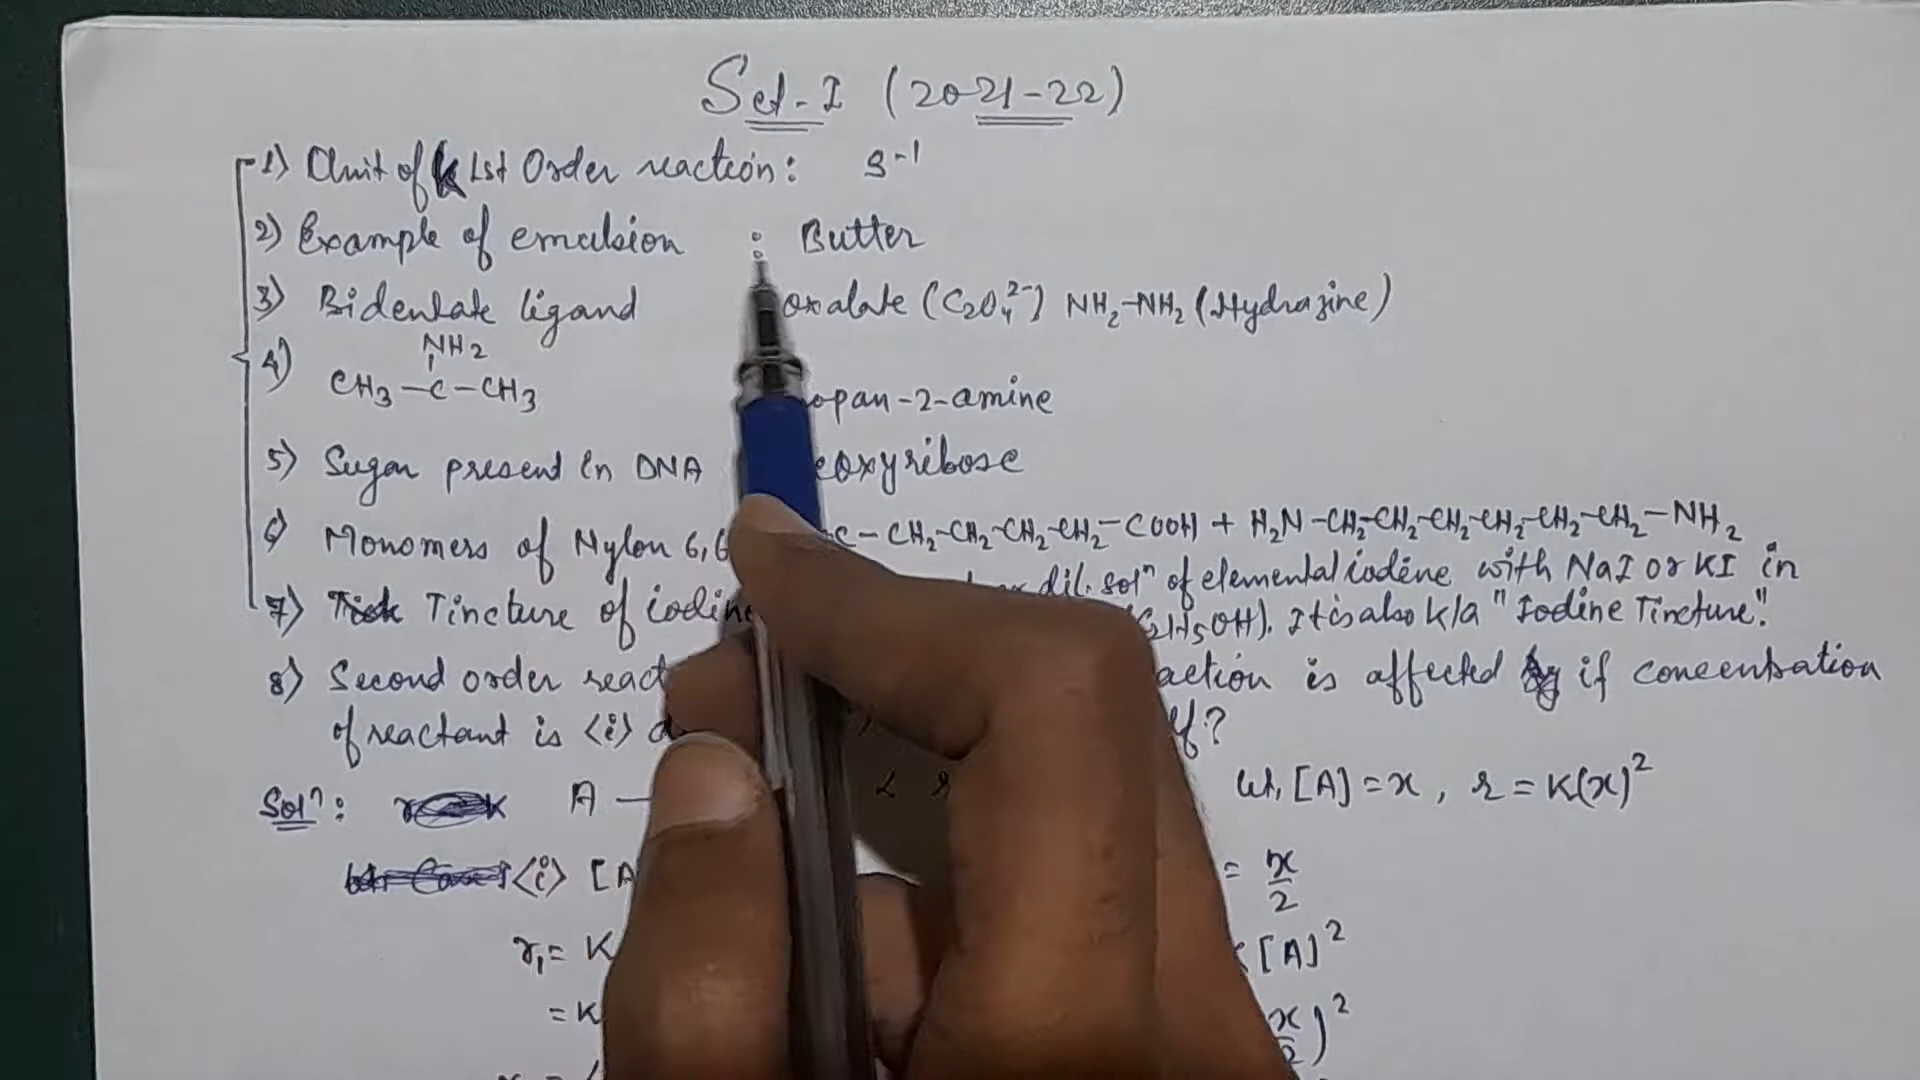 Set-I (2021-22)
1) Unit of k 1st Order reaction: S⁻¹
2) Example of emulsion : Butter
3) Bidentate ligand oxalate (C₂O₄²⁻) NH₂-NH₂ (Hydrazine)
NH₂
4) CH₃-C-CH₃ opan-2-amine
5) Sugar present in DNA eoxyribose
6) Monomers of Nylon 6,6 C-CH₂-CH₂-CH₂-CH₂-COOH + H₂N-CH₂-CH₂-CH₂-CH₂-CH₂-CH₂-NH₂
dil. solⁿ of elemental iodine with NaI or KI in
7) Tincture of iodine C₂H₅OH). It is also k/a "Iodine Tincture."
8) Second order react action is affected if concentration
of reactant is <i> d lf?
Solⁿ: A — let, [A] = x, r = K(x)²
<i> [A = x/2
r₁ = K [A]²
= K x/2)²